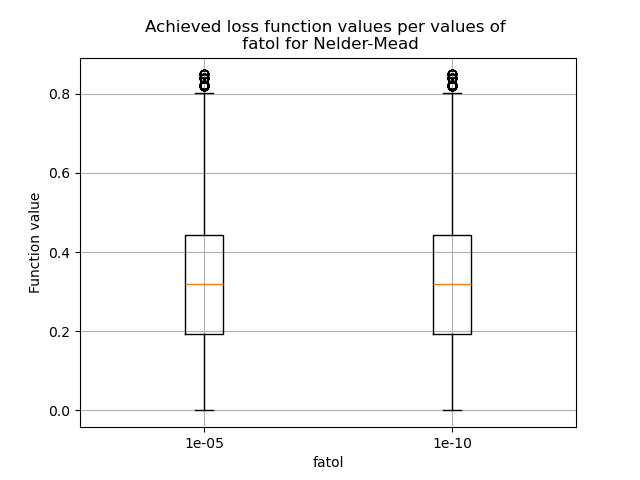 Achieved loss function values per values of
fatol for Nelder-Mead
Function value
0.8
0.6
0.4
0.2
0.0
1e-05
1e-10
fatol